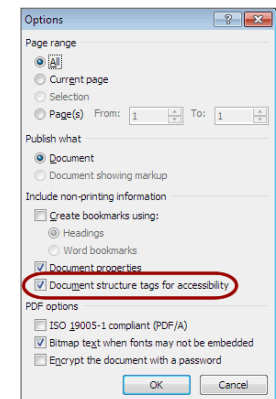 Options
Page range
All
Current page
Selection
Page(s) From: 1 To: 1
Publish what
Document
Document showing markup
Include non-printing information
Create bookmarks using:
Headings
Word bookmarks
Document properties
Document structure tags for accessibility
PDF options
ISO 19005-1 compliant (PDF/A)
Bitmap text when fonts may not be embedded
Encrypt the document with a password
OK Cancel